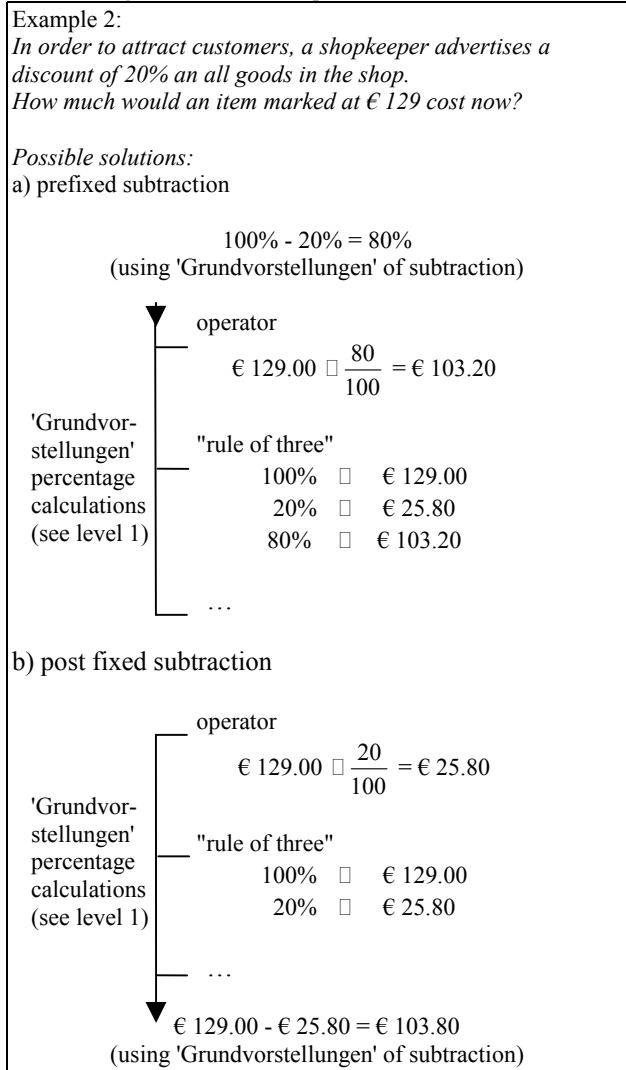 Example 2:
In order to attract customers, a shopkeeper advertises a
discount of 20% an all goods in the shop.
How much would an item marked at € 129 cost now?
Possible solutions:
a) prefixed subtraction
100% - 20% = 80%
(using 'Grundvorstellungen' of subtraction)
operator
€ 129.00 □ 80/100 = € 103.20
'Grundvor-
stellungen'
percentage
calculations
(see level 1)
"rule of three"
100% □ € 129.00
20% □ € 25.80
80% □ € 103.20
…
b) post fixed subtraction
operator
€ 129.00 □ 20/100 = € 25.80
'Grundvor-
stellungen'
percentage
calculations
(see level 1)
"rule of three"
100% □ € 129.00
20% □ € 25.80
…
€ 129.00 - € 25.80 = € 103.80
(using 'Grundvorstellungen' of subtraction)